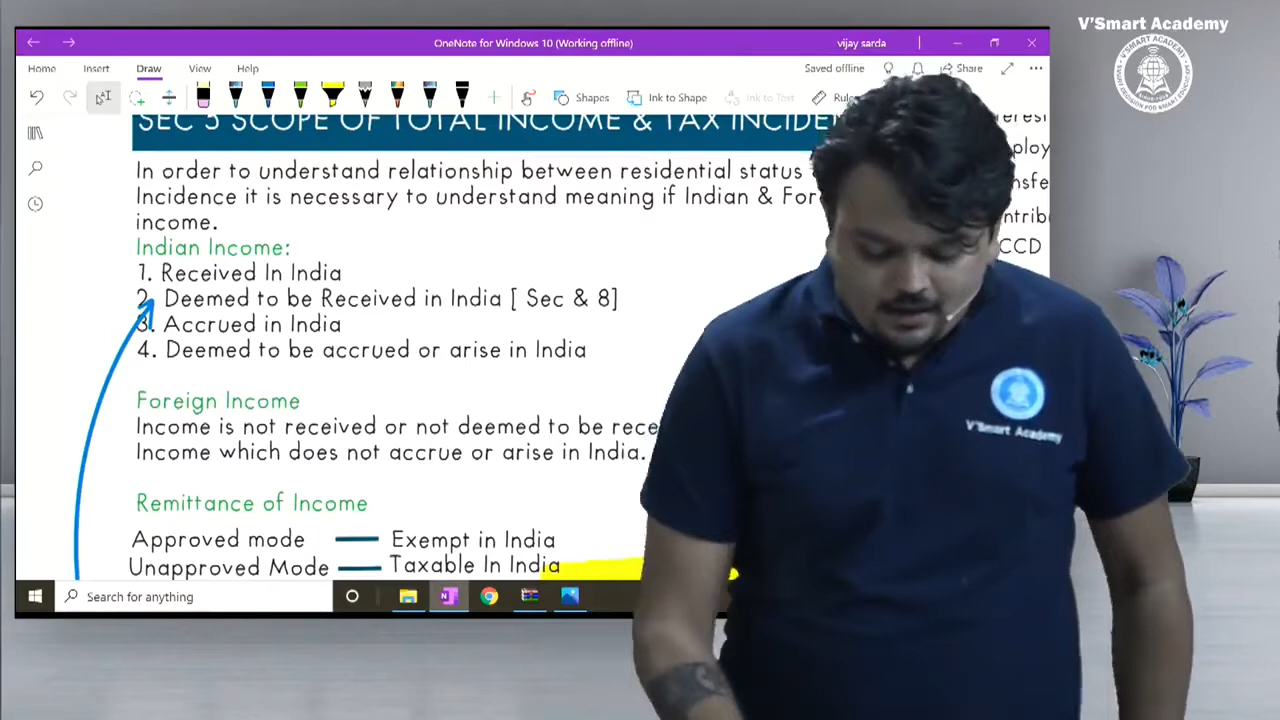 V'Smart Academy
OneNote for Windows 10 (Working offline)
vijay sarda
Home Insert Draw View Help
Saved offline
Share
Shapes
Ink to Shape
Ink to Text
SEC 5 SCOPE OF TOTAL INCOME & TAX
In order to understand relationship between residential status
Incidence it is necessary to understand meaning if Indian &
income.
CCD
Indian Income:
1. Received In India
2. Deemed to be Received in India [ Sec & 8]
3. Accrued in India
4. Deemed to be accrued or arise in India
Foreign Income
Income is not received or not deemed to be
Income which does not accrue or arise in India.
Remittance of Income
Approved mode Exempt in India
Unapproved Mode Taxable In India
Search for anything
V'Smart Academy